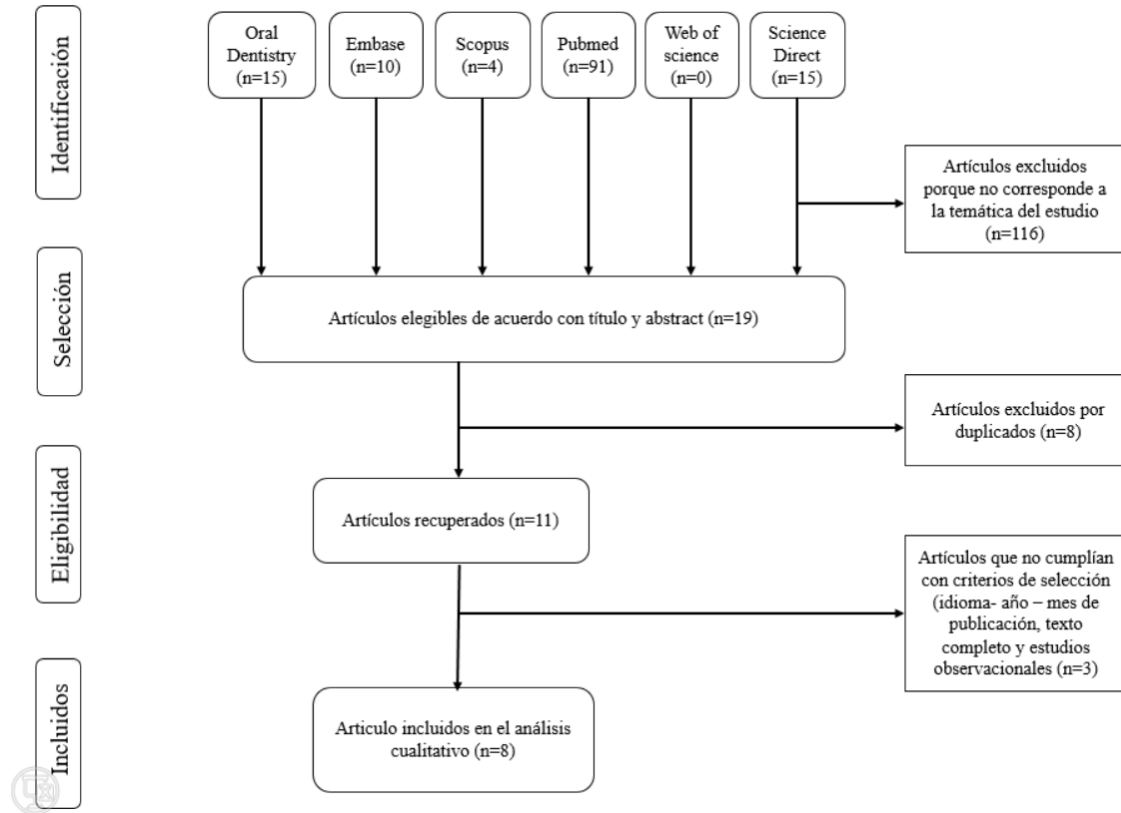 Identificación
Oral
Dentistry
(n=15)
Embase
(n=10)
Scopus
(n=4)
Pubmed
(n=91)
Web of
science
(n=0)
Science
Direct
(n=15)
Artículos excluidos
porque no corresponde a
la temática del estudio
(n=116)
Selección
Artículos elegibles de acuerdo con título y abstract (n=19)
Artículos excluidos por
duplicados (n=8)
Eligibilidad
Artículos recuperados (n=11)
Artículos que no cumplían
con criterios de selección
(idioma- año – mes de
publicación, texto
completo y estudios
observacionales (n=3)
Incluidos
Articulo incluidos en el análisis
cualitativo (n=8)